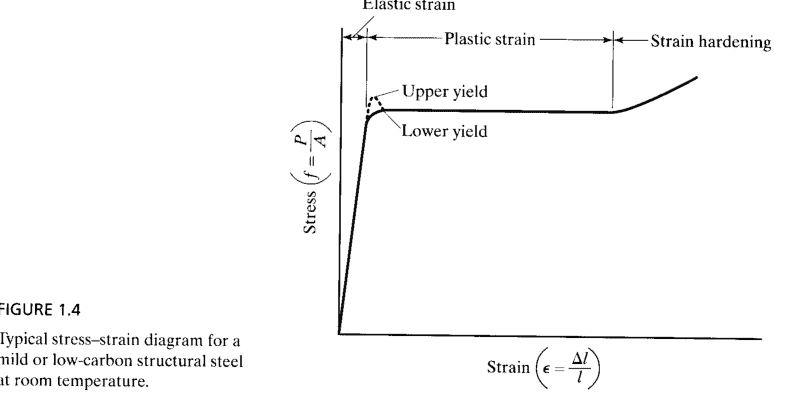 Elastic strain
Plastic strain
Strain hardening
Upper yield
Lower yield
Stress (f = P/A)
Strain (ϵ = Δl/l)
FIGURE 1.4
Typical stress–strain diagram for a
mild or low-carbon structural steel
at room temperature.